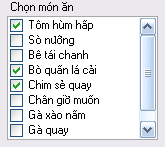 Chọn món ăn
Tôm hùm hấp
Sò nướng
Bê tái chanh
Bò quấn lá cải
Chim sẻ quay
Chân giò muối
Gà xào nấm
Gà quay